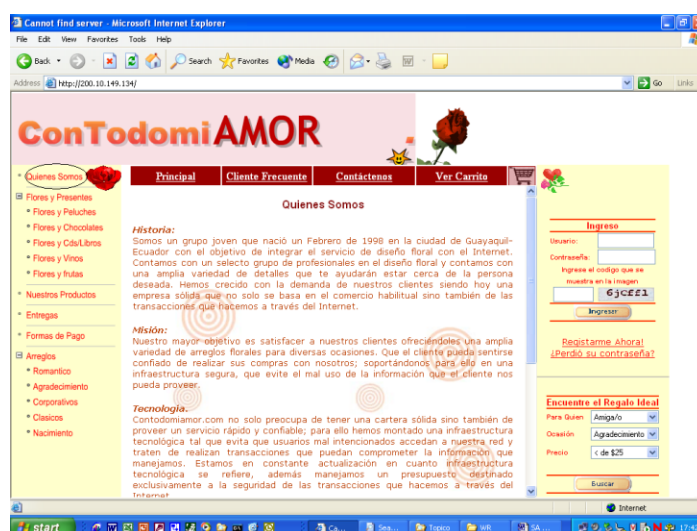 Cannot find server - Microsoft Internet Explorer
File Edit View Favorites Tools Help
Back Search Favorites Media
Address http://200.10.149.134/ Go Links
ConTodomiAMOR
Quienes Somos
Flores y Presentes
Flores y Peluches
Flores y Chocolates
Flores y Cds/Libros
Flores y Vinos
Flores y frutas
Nuestros Productos
Entregas
Formas de Pago
Arreglos
Romantico
Agradecimiento
Corporativos
Clasicos
Nacimiento
Principal Cliente Frecuente Contáctenos Ver Carrito
Quienes Somos
Historia:
Somos un grupo joven que nació un Febrero de 1998 en la ciudad de Guayaquil-
Ecuador con el objetivo de integrar el servicio de diseño floral con el Internet.
Contamos con un selecto grupo de profesionales en el diseño floral y contamos con
una amplia variedad de detalles que te ayudarán estar cerca de la persona
deseada. Hemos crecido con la demanda de nuestros clientes siendo hoy una
empresa sólida que no solo se basa en el comercio habilitual sino también de las
transacciones que hacemos a través del Internet.
Misión:
Nuestro mayor objetivo es satisfacer a nuestros clientes ofreciéndoles una amplia
variedad de arreglos florales para diversas ocasiones. Que el cliente pueda sentirse
confiado de realizar sus compras con nosotros; soportándonos para ello en una
infraestructura segura, que evite el mal uso de la información que el cliente nos
pueda proveer.
Tecnología.
Contodomiamor.com no solo preocupa de tener una cartera sólida sino también de
proveer un servicio rápido y confiable; para ello hemos montado una infraestructura
tecnológica tal que evita que usuarios mal intencionados accedan a nuestra red y
traten de realizan transacciones que puedan comprometer la información que
manejamos. Estamos en constante actualización en cuanto infraestructura
tecnológica se refiere, además manejamos un presupuesto destinado
exclusivamente a la seguridad de las transacciones que hacemos a través del
Internet
Ingreso
Usuario:
Contraseña:
Ingrese el codigo que se
muestra en la imagen
6jcff1
Ingresar
Registarme Ahora!
¿Perdió su contraseña?
Encuentre el Regalo Ideal
Para Quien Amiga/o
Ocasión Agradecimiento
Precio < de $25
Buscar
Internet
start Ca... Sea... Topico WR SA ... 17:4